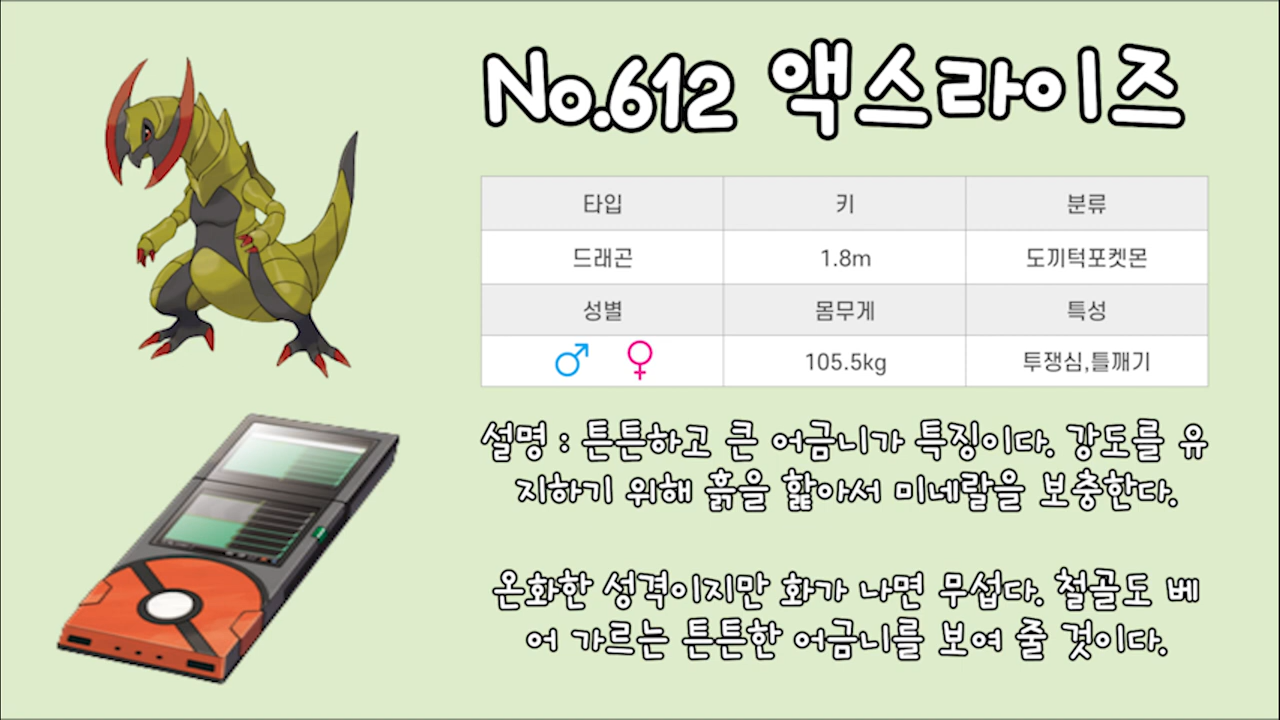 No.612 액스라이즈
타입 키 분류
드래곤 1.8m 도끼턱포켓몬
성별 몸무게 특성
♂ ♀ 105.5kg 투쟁심,틀깨기
설명 : 튼튼하고 큰 어금니가 특징이다. 강도를 유
지하기 위해 흙을 핥아서 미네랄을 보충한다.
온화한 성격이지만 화가 나면 무섭다. 철골도 베
어 가르는 튼튼한 어금니를 보여 줄 것이다.